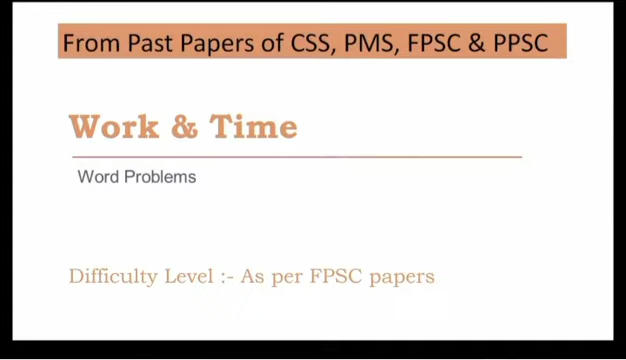 From Past Papers of CSS, PMS, FPSC & PPSC
Work & Time
Word Problems
Difficulty Level :- As per FPSC papers